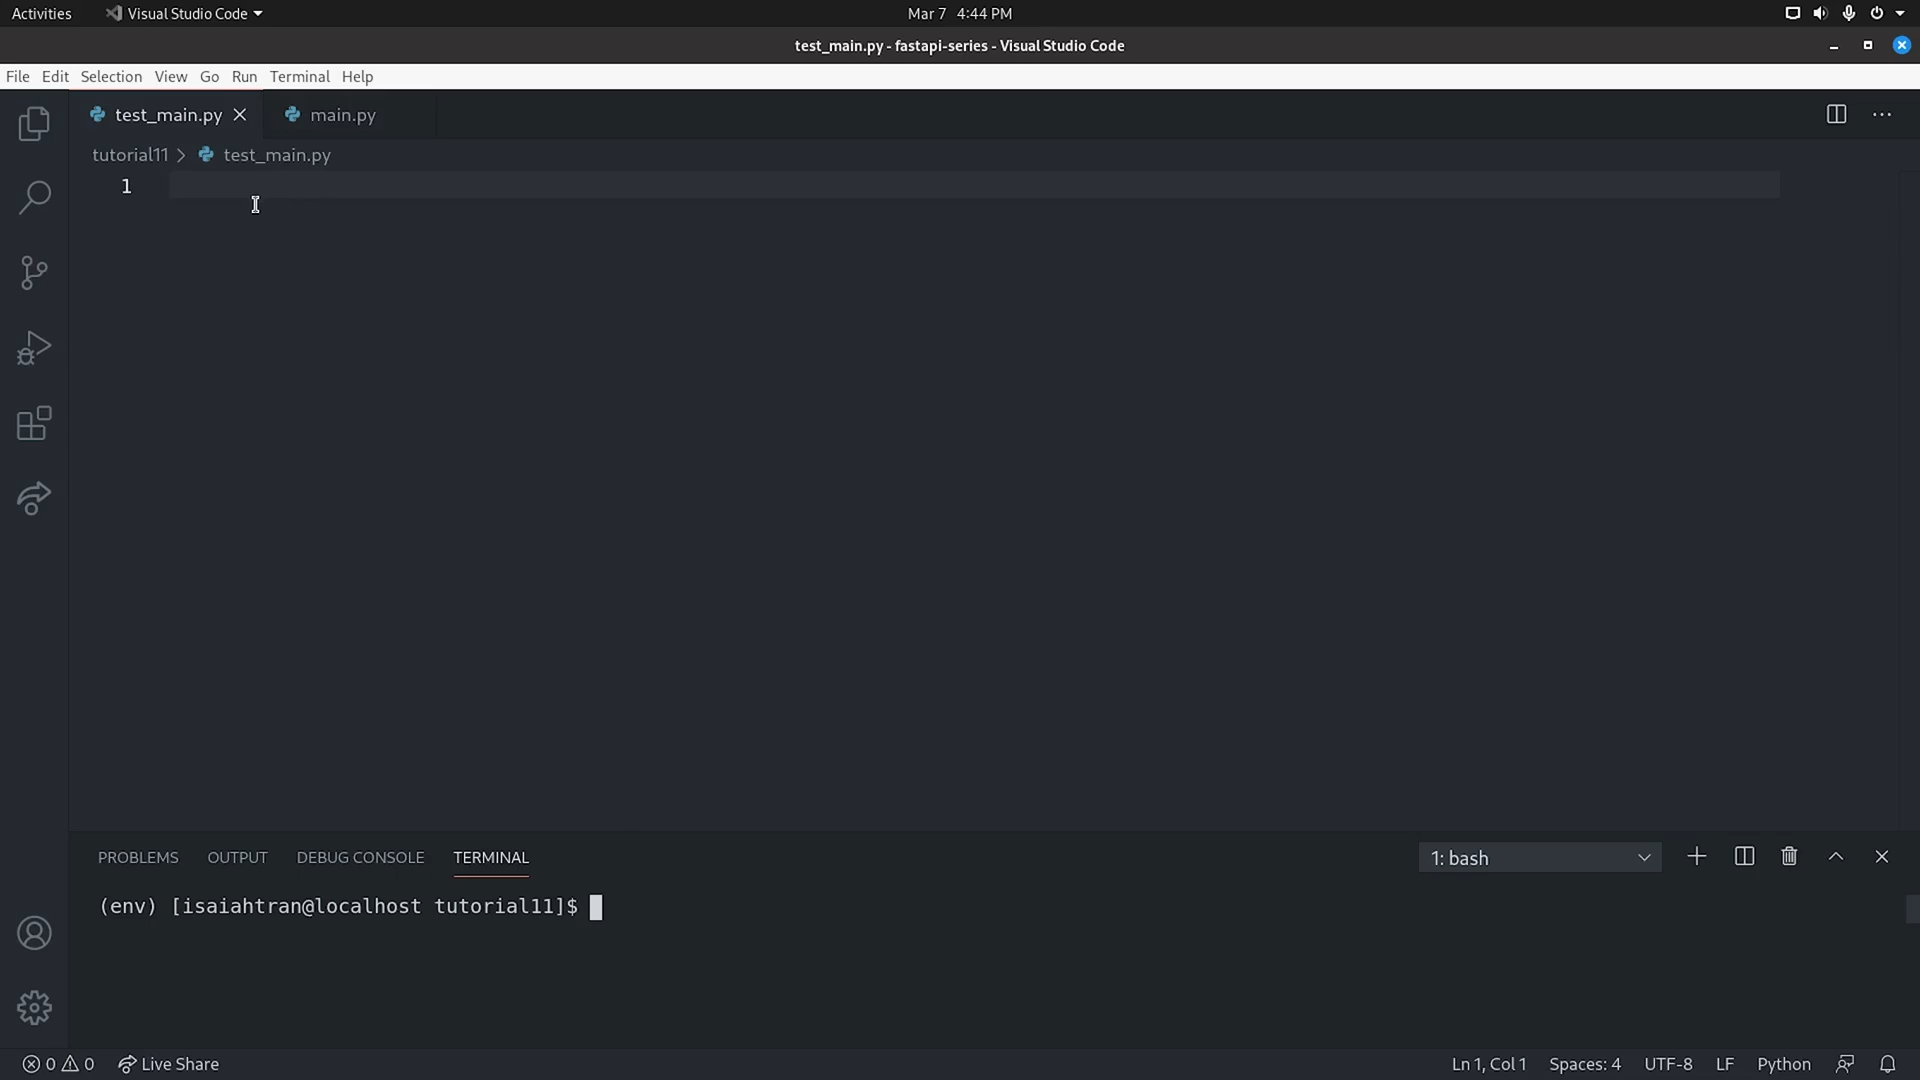 Activities Visual Studio Code Mar 7 4:44 PM
test_main.py - fastapi-series - Visual Studio Code
File Edit Selection View Go Run Terminal Help
test_main.py main.py
tutorial11 test_main.py
1
PROBLEMS OUTPUT DEBUG CONSOLE TERMINAL 1: bash
(env) [isaiahtran@localhost tutorial11]$
0 0 Live Share Ln 1, Col 1 Spaces: 4 UTF-8 LF Python